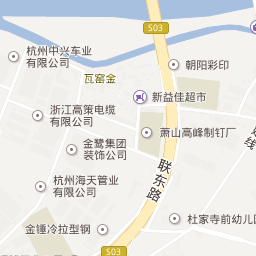 S03
杭州中兴车业
有限公司
朝阳彩印
瓦窑金
新益佳超市
浙江高策电缆
有限公司
萧山高峰制钉厂
金鹭集团
装饰公司
联东路
杭州海天管业
有限公司
杜家寺前幼儿园
金锤冷拉型钢
S03
线